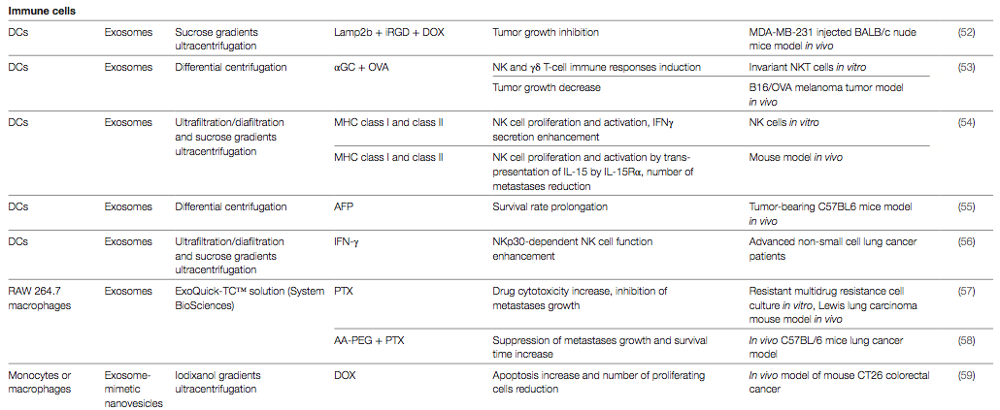 Immune cells
DCs Exosomes Sucrose gradients Lamp2b + iRGD + DOX Tumor growth inhibition MDA-MB-231 injected BALB/c nude (52)
ultracentrifugation mice model in vivo
DCs Exosomes Differential centrifugation αGC + OVA NK and γδ T-cell immune responses induction Invariant NKT cells in vitro (53)
Tumor growth decrease B16/OVA melanoma tumor model
in vivo
DCs Exosomes Ultrafiltration/diafiltration MHC class I and class II NK cell proliferation and activation, IFNγ NK cells in vitro (54)
and sucrose gradients secretion enhancement
ultracentrifugation
MHC class I and class II NK cell proliferation and activation by trans- Mouse model in vivo
presentation of IL-15 by IL-15Rα, number of
metastases reduction
DCs Exosomes Differential centrifugation AFP Survival rate prolongation Tumor-bearing C57BL6 mice model (55)
in vivo
DCs Exosomes Ultrafiltration/diafiltration IFN-γ NKp30-dependent NK cell function Advanced non-small cell lung cancer (56)
and sucrose gradients enhancement patients
ultracentrifugation
RAW 264.7 Exosomes ExoQuick-TC™ solution (System PTX Drug cytotoxicity increase, inhibition of Resistant multidrug resistance cell (57)
macrophages BioSciences) metastases growth culture in vitro, Lewis lung carcinoma
mouse model in vivo
AA-PEG + PTX Suppression of metastases growth and survival In vivo C57BL/6 mice lung cancer (58)
time increase model
Monocytes or Exosome- Iodixanol gradients DOX Apoptosis increase and number of proliferating In vivo model of mouse CT26 colorectal (59)
macrophages mimetic ultracentrifugation cells reduction cancer
nanovesicles